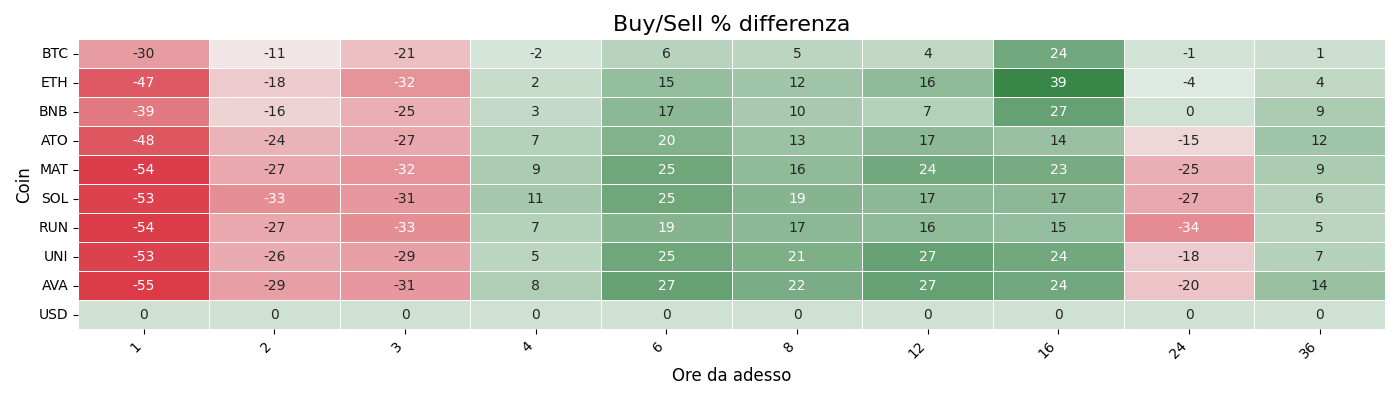 Buy/Sell % differenza
Coin
BTC -30 -11 -21 -2 6 5 4 24 -1 1
ETH -47 -18 -32 2 15 12 16 39 -4 4
BNB -39 -16 -25 3 17 10 7 27 0 9
ATO -48 -24 -27 7 20 13 17 14 -15 12
MAT -54 -27 -32 9 25 16 24 23 -25 9
SOL -53 -33 -31 11 25 19 17 17 -27 6
RUN -54 -27 -33 7 19 17 16 15 -34 5
UNI -53 -26 -29 5 25 21 27 24 -18 7
AVA -55 -29 -31 8 27 22 27 24 -20 14
USD 0 0 0 0 0 0 0 0 0 0
1 2 3 4 6 8 12 16 24 36
Ore da adesso